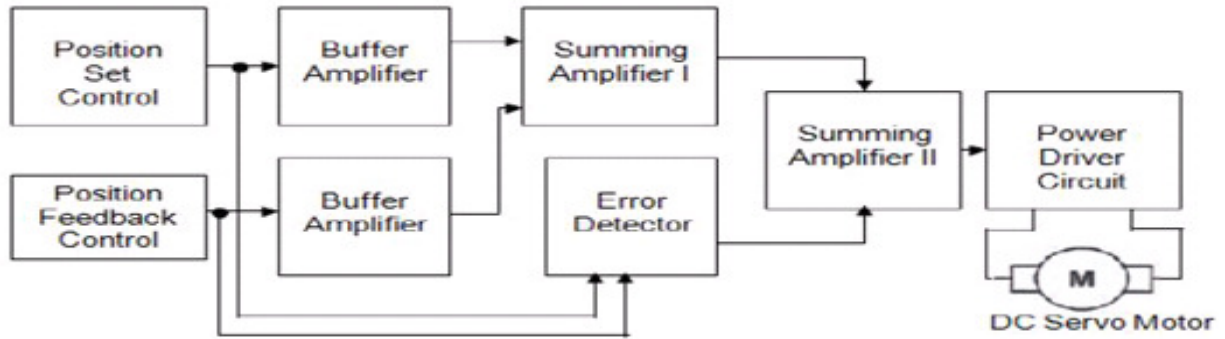 Position
Set
Control
Buffer
Amplifier
Summing
Amplifier I
Summing
Amplifier II
Power
Driver
Circuit
Position
Feedback
Control
Buffer
Amplifier
Error
Detector
M
DC Servo Motor